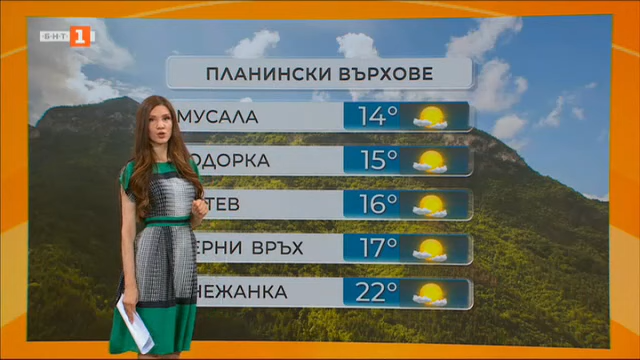 БНТ 1
ПЛАНИНСКИ ВЪРХОВЕ
МУСАЛА 14°
ОДОРКА 15°
ТЕВ 16°
ЕРНИ ВРЪХ 17°
НЕЖАНКА 22°